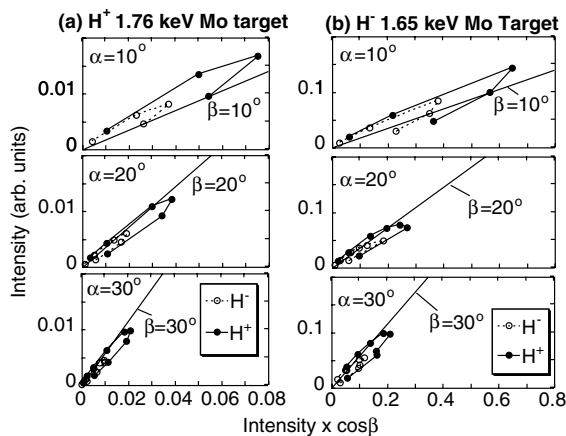 (a) H⁺ 1.76 keV Mo target
(b) H⁻ 1.65 keV Mo Target
Intensity (arb. units)
α=10°
β=10°
0.01
0
α=10°
β=10°
0.1
0
α=20°
β=20°
0.01
0
α=20°
β=20°
0.1
0
α=30°
β=30°
0.01
0
H⁻
H⁺
α=30°
β=30°
0.1
0
H⁻
H⁺
0 0.02 0.04 0.06 0.08
0 0.2 0.4 0.6 0.8
Intensity x cosβ